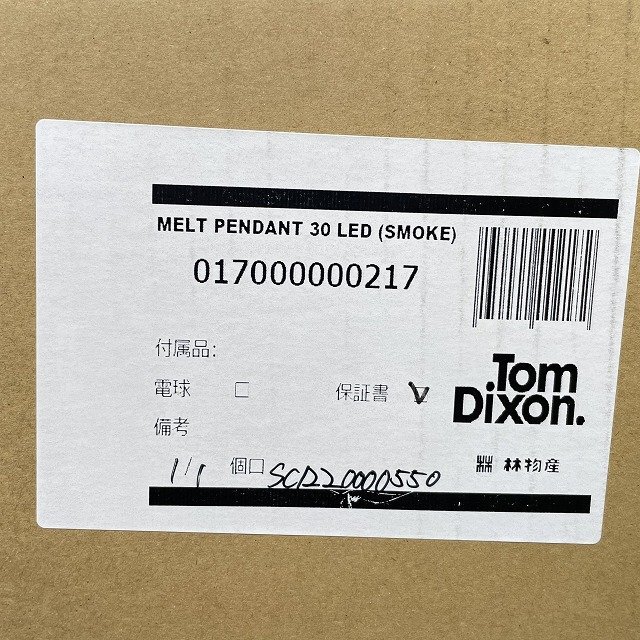 MELT PENDANT 30 LED (SMOKE)
017000000217
付属品:
電球 □ 保証書 ☑
.Tom
Dixon.
備考
1/1 個口 SCD220000550
林物産